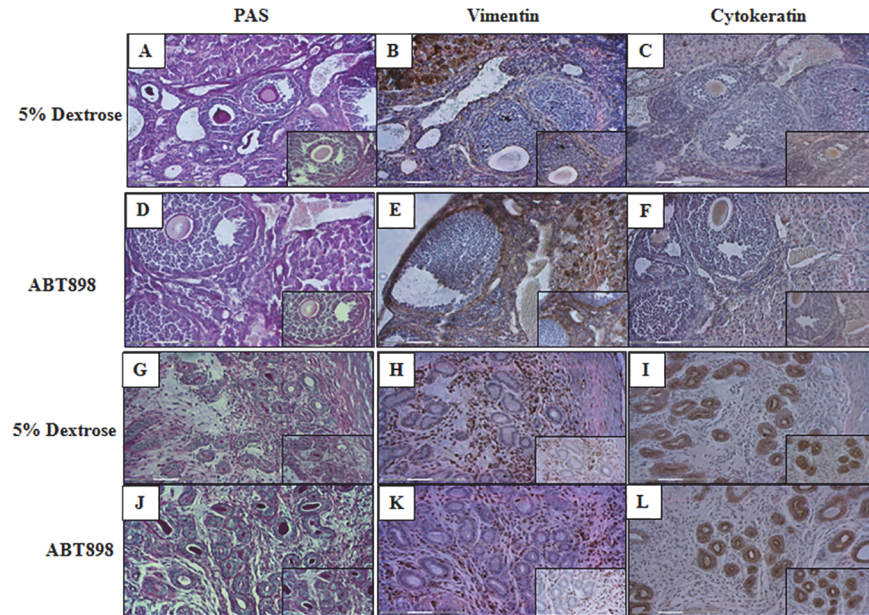 PAS Vimentin Cytokeratin
A B C
5% Dextrose
D E F
ABT898
G H I
5% Dextrose
J K L
ABT898